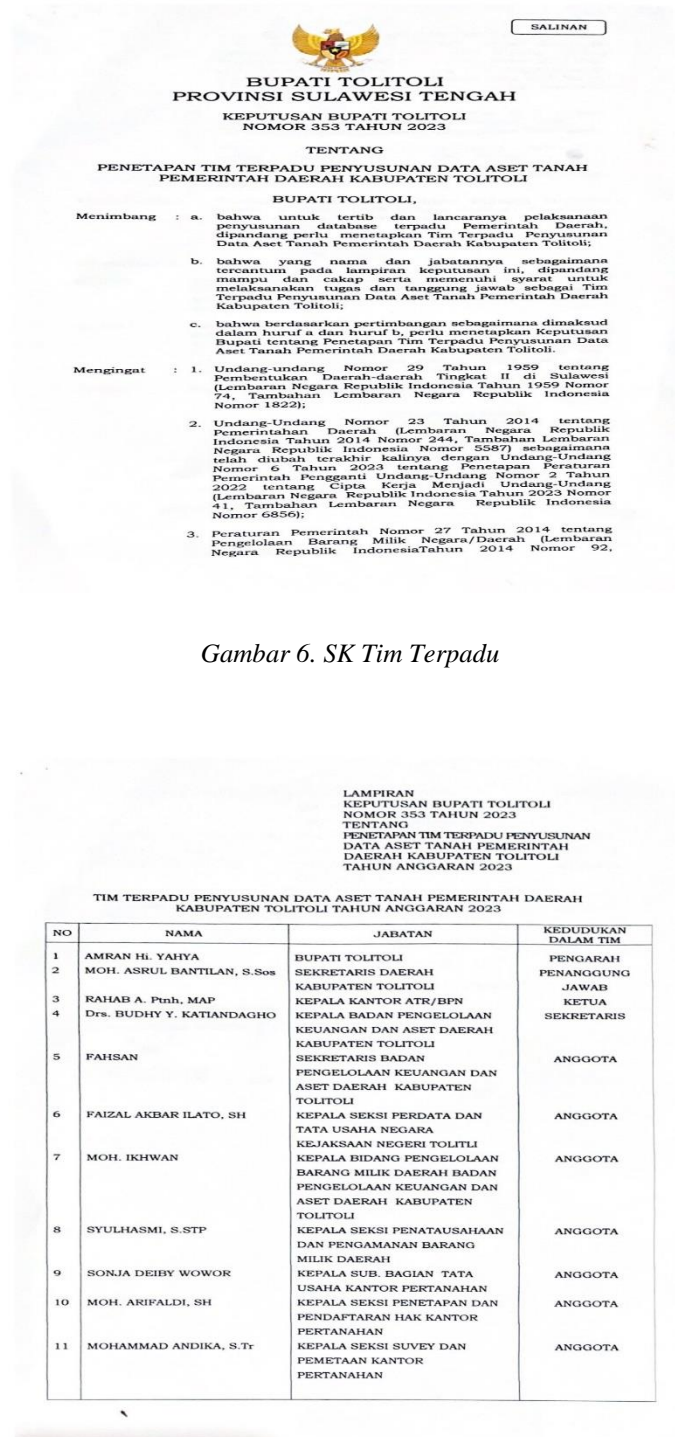 SALINAN
BUPATI TOLITOLI
PROVINSI SULAWESI TENGAH
KEPUTUSAN BUPATI TOLITOLI
NOMOR 353 TAHUN 2023
TENTANG
PENETAPAN TIM TERPADU PENYUSUNAN DATA ASET TANAH
PEMERINTAH DAERAH KABUPATEN TOLITOLI
BUPATI TOLITOLI,
Menimbang : a. bahwa untuk tertib dan lancaranya pelaksanaan
penyusunan database terpadu Pemerintah Daerah,
dipandang perlu menetapkan Tim Terpadu Penyusunan
Data Aset Tanah Pemerintah Daerah Kabupaten Tolitoli;
b. bahwa yang nama dan jabatannya sebagaimana
tercantum pada lampiran keputusan ini, dipandang
mampu dan cakap serta memenuhi syarat untuk
melaksanakan tugas dan tanggung jawab sebagai Tim
Terpadu Penyusunan Data Aset Tanah Pemerintah Daerah
Kabupaten Tolitoli;
c. bahwa berdasarkan pertimbangan sebagaimana dimaksud
dalam huruf a dan huruf b, perlu menetapkan Keputusan
Bupati tentang Penetapan Tim Terpadu Penyusunan Data
Aset Tanah Pemerintah Daerah Kabupaten Tolitoli.
Mengingat : 1. Undang-undang Nomor 29 Tahun 1959 tentang
Pembentukan Daerah-daerah Tingkat II di Sulawesi
(Lembaran Negara Republik Indonesia Tahun 1959 Nomor
74, Tambahan Lembaran Negara Republik Indonesia
Nomor 1822);
2. Undang-Undang Nomor 23 Tahun 2014 tentang
Pemerintahan Daerah (Lembaran Negara Republik
Indonesia Tahun 2014 Nomor 244, Tambahan Lembaran
Negara Republik Indonesia Nomor 5587) sebagaimana
telah diubah terakhir kalinya dengan Undang-Undang
Nomor 6 Tahun 2023 tentang Penetapan Peraturan
Pemerintah Pengganti Undang-Undang Nomor 2 Tahun
2022 tentang Cipta Kerja Menjadi Undang-Undang
(Lembaran Negara Republik Indonesia Tahun 2023 Nomor
41, Tambahan Lembaran Negara Republik Indonesia
Nomor 6856);
3. Peraturan Pemerintah Nomor 27 Tahun 2014 tentang
Pengelolaan Barang Milik Negara/Daerah (Lembaran
Negara Republik IndonesiaTahun 2014 Nomor 92,
Gambar 6. SK Tim Terpadu
LAMPIRAN
KEPUTUSAN BUPATI TOLITOLI
NOMOR 353 TAHUN 2023
TENTANG
PENETAPAN TIM TERPADU PENYUSUNAN
DATA ASET TANAH PEMERINTAH
DAERAH KABUPATEN TOLITOLI
TAHUN ANGGARAN 2023
TIM TERPADU PENYUSUNAN DATA ASET TANAH PEMERINTAH DAERAH
KABUPATEN TOLITOLI TAHUN ANGGARAN 2023
NO NAMA JABATAN KEDUDUKAN
DALAM TIM
1 AMRAN Hi. YAHYA BUPATI TOLITOLI PENGARAH
2 MOH. ASRUL BANTILAN, S.Sos SEKRETARIS DAERAH PENANGGUNG
KABUPATEN TOLITOLI JAWAB
3 RAHAB A. Ptnh, MAP KEPALA KANTOR ATR/BPN KETUA
4 Drs. BUDHY Y. KATIANDAGHO KEPALA BADAN PENGELOLAAN SEKRETARIS
KEUANGAN DAN ASET DAERAH
KABUPATEN TOLITOLI
5 FAHSAN SEKRETARIS BADAN ANGGOTA
PENGELOLAAN KEUANGAN DAN
ASET DAERAH KABUPATEN
TOLITOLI
6 FAIZAL AKBAR ILATO, SH KEPALA SEKSI PERDATA DAN ANGGOTA
TATA USAHA NEGARA
KEJAKSAAN NEGERI TOLITLI
7 MOH. IKHWAN KEPALA BIDANG PENGELOLAAN ANGGOTA
BARANG MILIK DAERAH BADAN
PENGELOLAAN KEUANGAN DAN
ASET DAERAH KABUPATEN
TOLITOLI
8 SYULHASMI, S.STP KEPALA SEKSI PENATAUSAHAAN ANGGOTA
DAN PENGAMANAN BARANG
MILIK DAERAH
9 SONJA DEIBY WOWOR KEPALA SUB. BAGIAN TATA ANGGOTA
USAHA KANTOR PERTANAHAN
10 MOH. ARIFALDI, SH KEPALA SEKSI PENETAPAN DAN ANGGOTA
PENDAFTARAN HAK KANTOR
PERTANAHAN
11 MOHAMMAD ANDIKA, S.Tr KEPALA SEKSI SUVEY DAN ANGGOTA
PEMETAAN KANTOR
PERTANAHAN